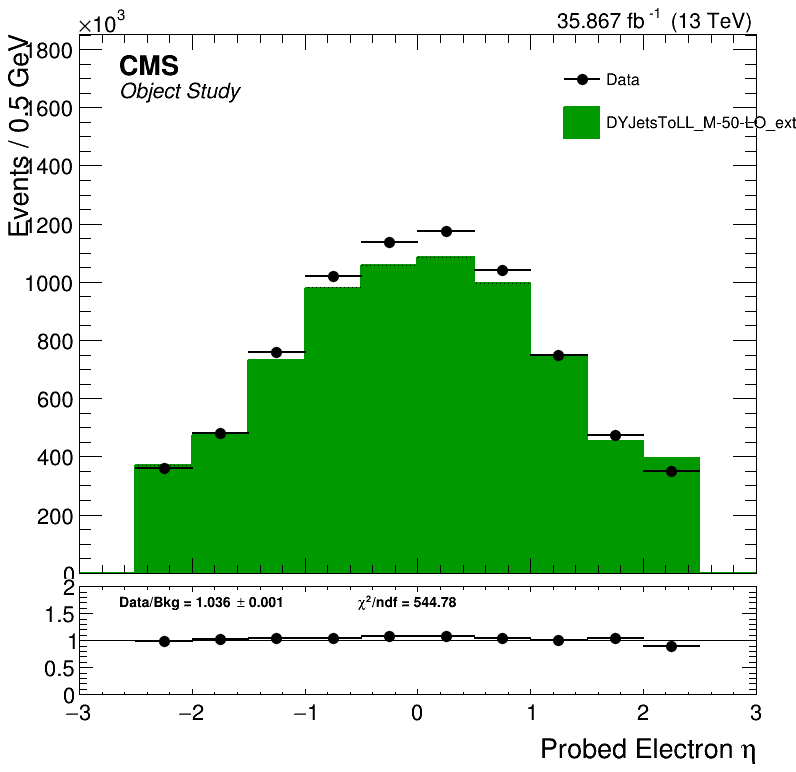 ×10³
35.867 fb⁻¹ (13 TeV)
Events / 0.5 GeV
1800
1600
1400
1200
1000
800
600
400
200
0
CMS
Object Study
Data
DYJetsToLL_M-50-LO_ext
2
1.5
1
0.5
0
Data/Bkg = 1.036 ± 0.001
χ²/ndf = 544.78
−3 −2 −1 0 1 2 3
Probed Electron η